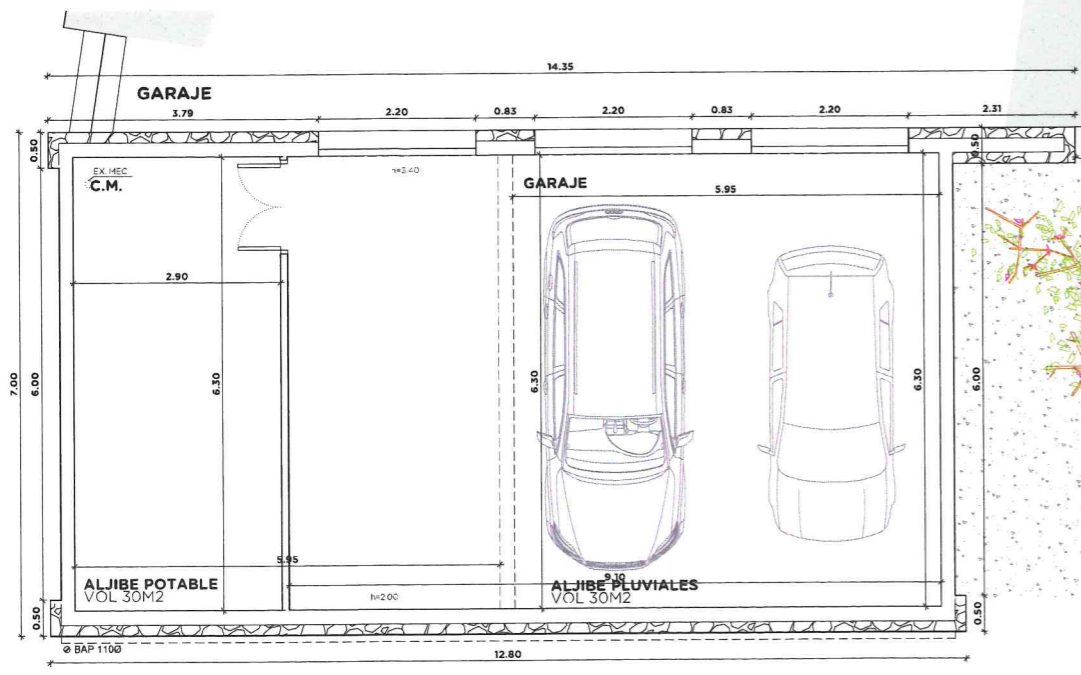 14.35
GARAJE
3.79
2.20
0.83
2.20
0.83
2.20
2.31
0.50
0.50
EX. MEC.
C.M.
h=3.40
GARAJE
5.95
2.90
7.00
6.00
6.30
6.30
6.30
6.00
5.95
9.10
ALJIBE POTABLE
VOL 30M2
ALJIBE PLUVIALES
VOL 30M2
h=2.00
0.50
0.50
Ø BAP 110Ø
12.80